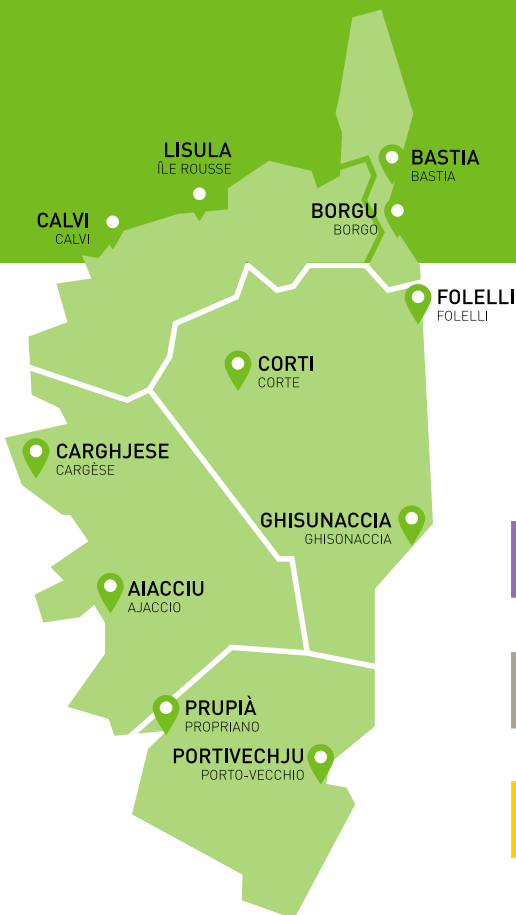 LISULA
ÎLE ROUSSE
BASTIA
BASTIA
CALVI
CALVI
BORGU
BORGO
FOLELLI
FOLELLI
CORTI
CORTE
CARGHJESE
CARGÈSE
GHISUNACCIA
GHISONACCIA
AIACCIU
AJACCIO
PRUPIÀ
PROPRIANO
PORTIVECHJU
PORTO-VECCHIO